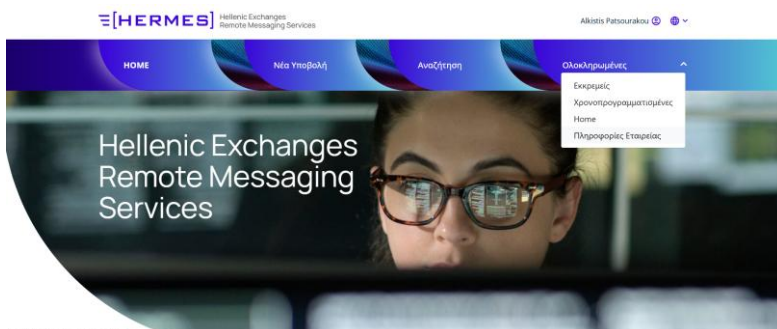 [HERMES]
Hellenic Exchanges
Remote Messaging Services
Alkistis Patsourakou
HOME
Νέα Υποβολή
Αναζήτηση
Ολοκληρωμένες
Εκκρεμείς
Χρονοπρογραμματισμένες
Home
Πληροφορίες Εταιρείας
Hellenic Exchanges
Remote Messaging
Services